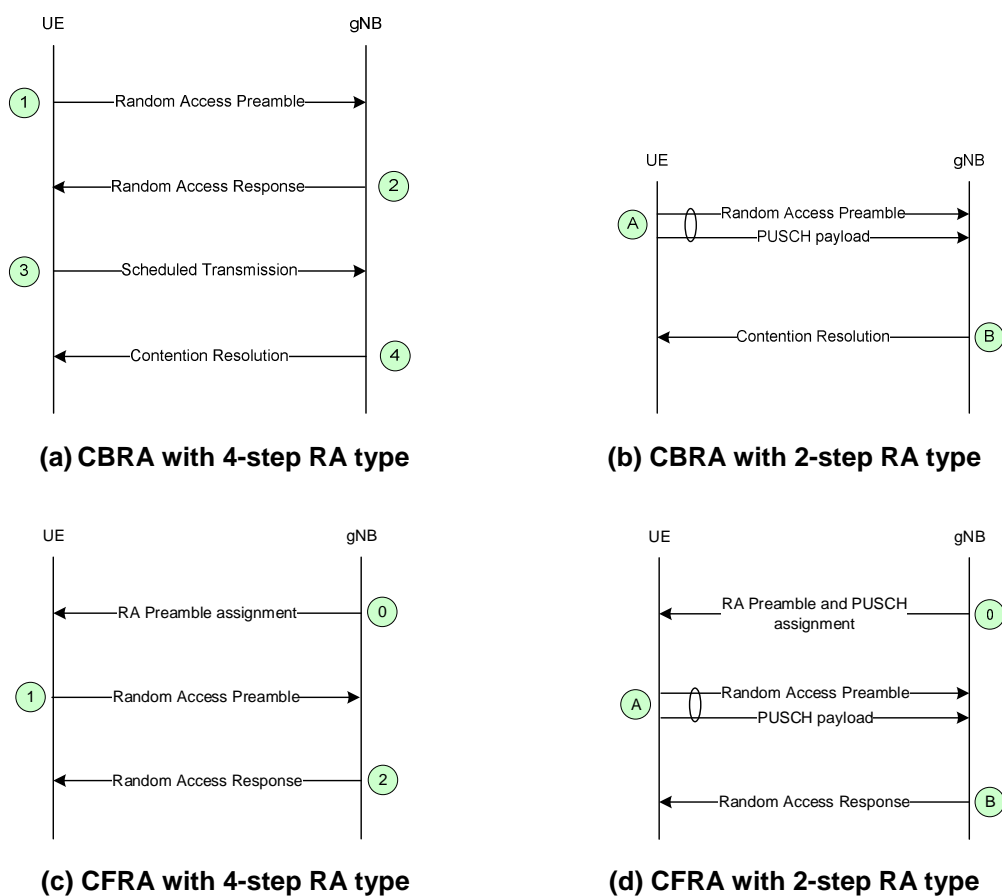 UE gNB
1 Random Access Preamble
Random Access Response 2
3 Scheduled Transmission
Contention Resolution 4
(a) CBRA with 4-step RA type
UE gNB
A Random Access Preamble
PUSCH payload
Contention Resolution B
(b) CBRA with 2-step RA type
UE gNB
RA Preamble assignment 0
1 Random Access Preamble
Random Access Response 2
(c) CFRA with 4-step RA type
UE gNB
RA Preamble and PUSCH
assignment 0
A Random Access Preamble
PUSCH payload
Random Access Response B
(d) CFRA with 2-step RA type